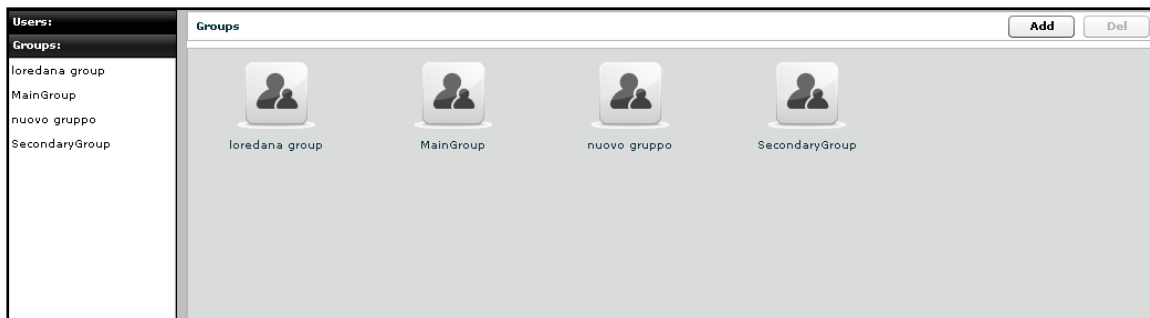 Users:
Groups:
loredana group
MainGroup
nuovo gruppo
SecondaryGroup
Groups
Add
Del
loredana group
MainGroup
nuovo gruppo
SecondaryGroup